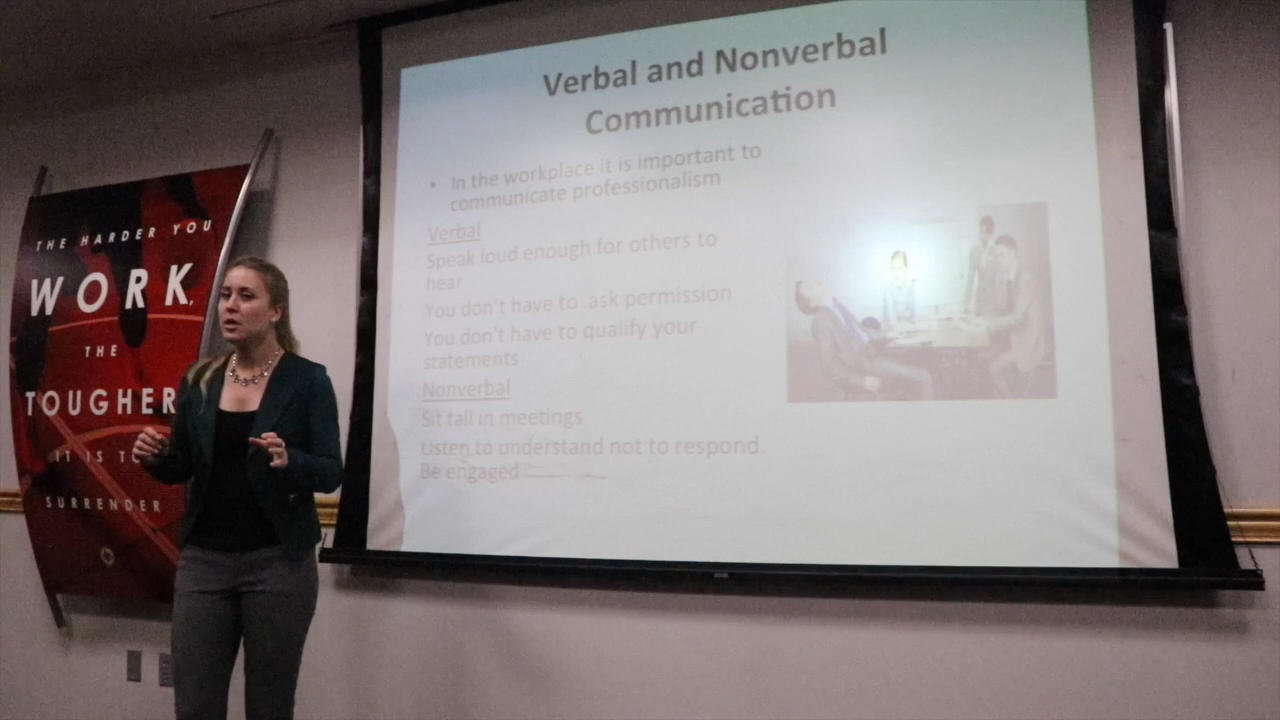 THE HARDER YOU
WORK,
THE
TOUGHER
IT IS TO
SURRENDER
Verbal and Nonverbal
Communication
• In the workplace it is important to
communicate professionalism
Verbal
Speak loud enough for others to
hear
You don't have to ask permission
You don't have to qualify your
statements
Nonverbal
Sit tall in meetings
Listen to understand not to respond.
Be engaged